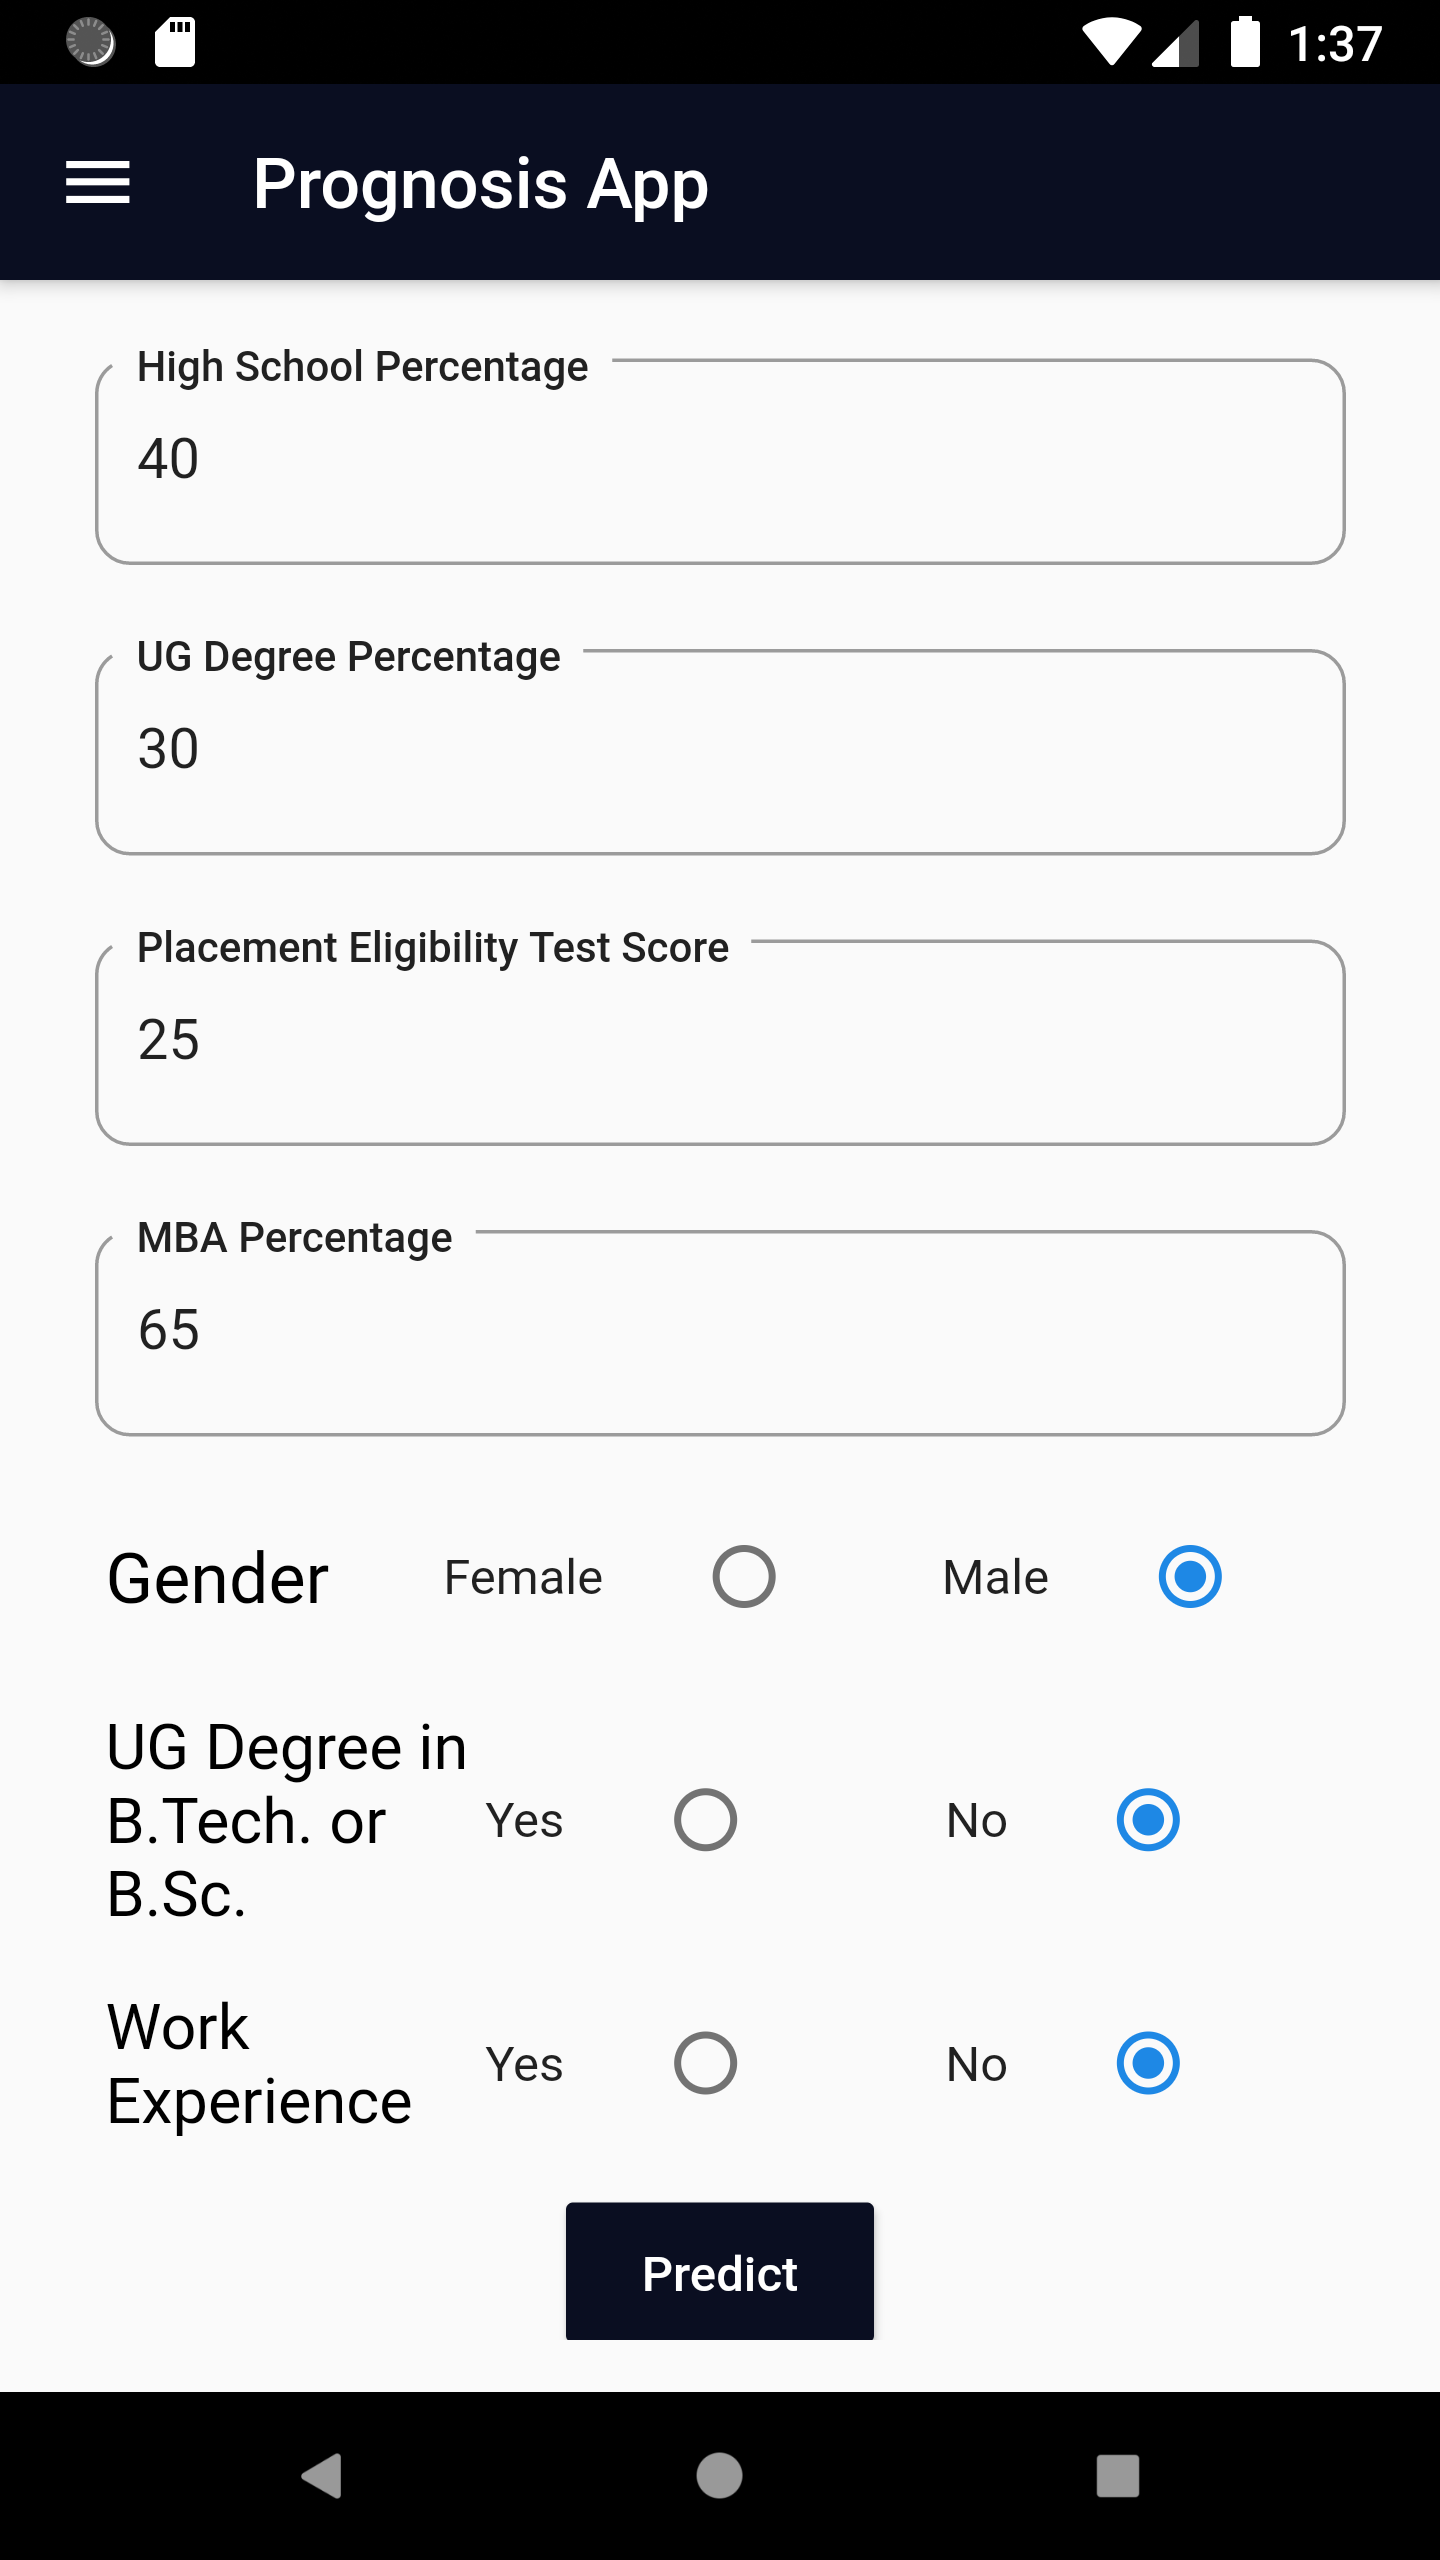 1:37
Prognosis App
High School Percentage
40
UG Degree Percentage
30
Placement Eligibility Test Score
25
MBA Percentage
65
Gender Female Male
UG Degree in
B.Tech. or Yes No
B.Sc.
Work
Experience Yes No
Predict